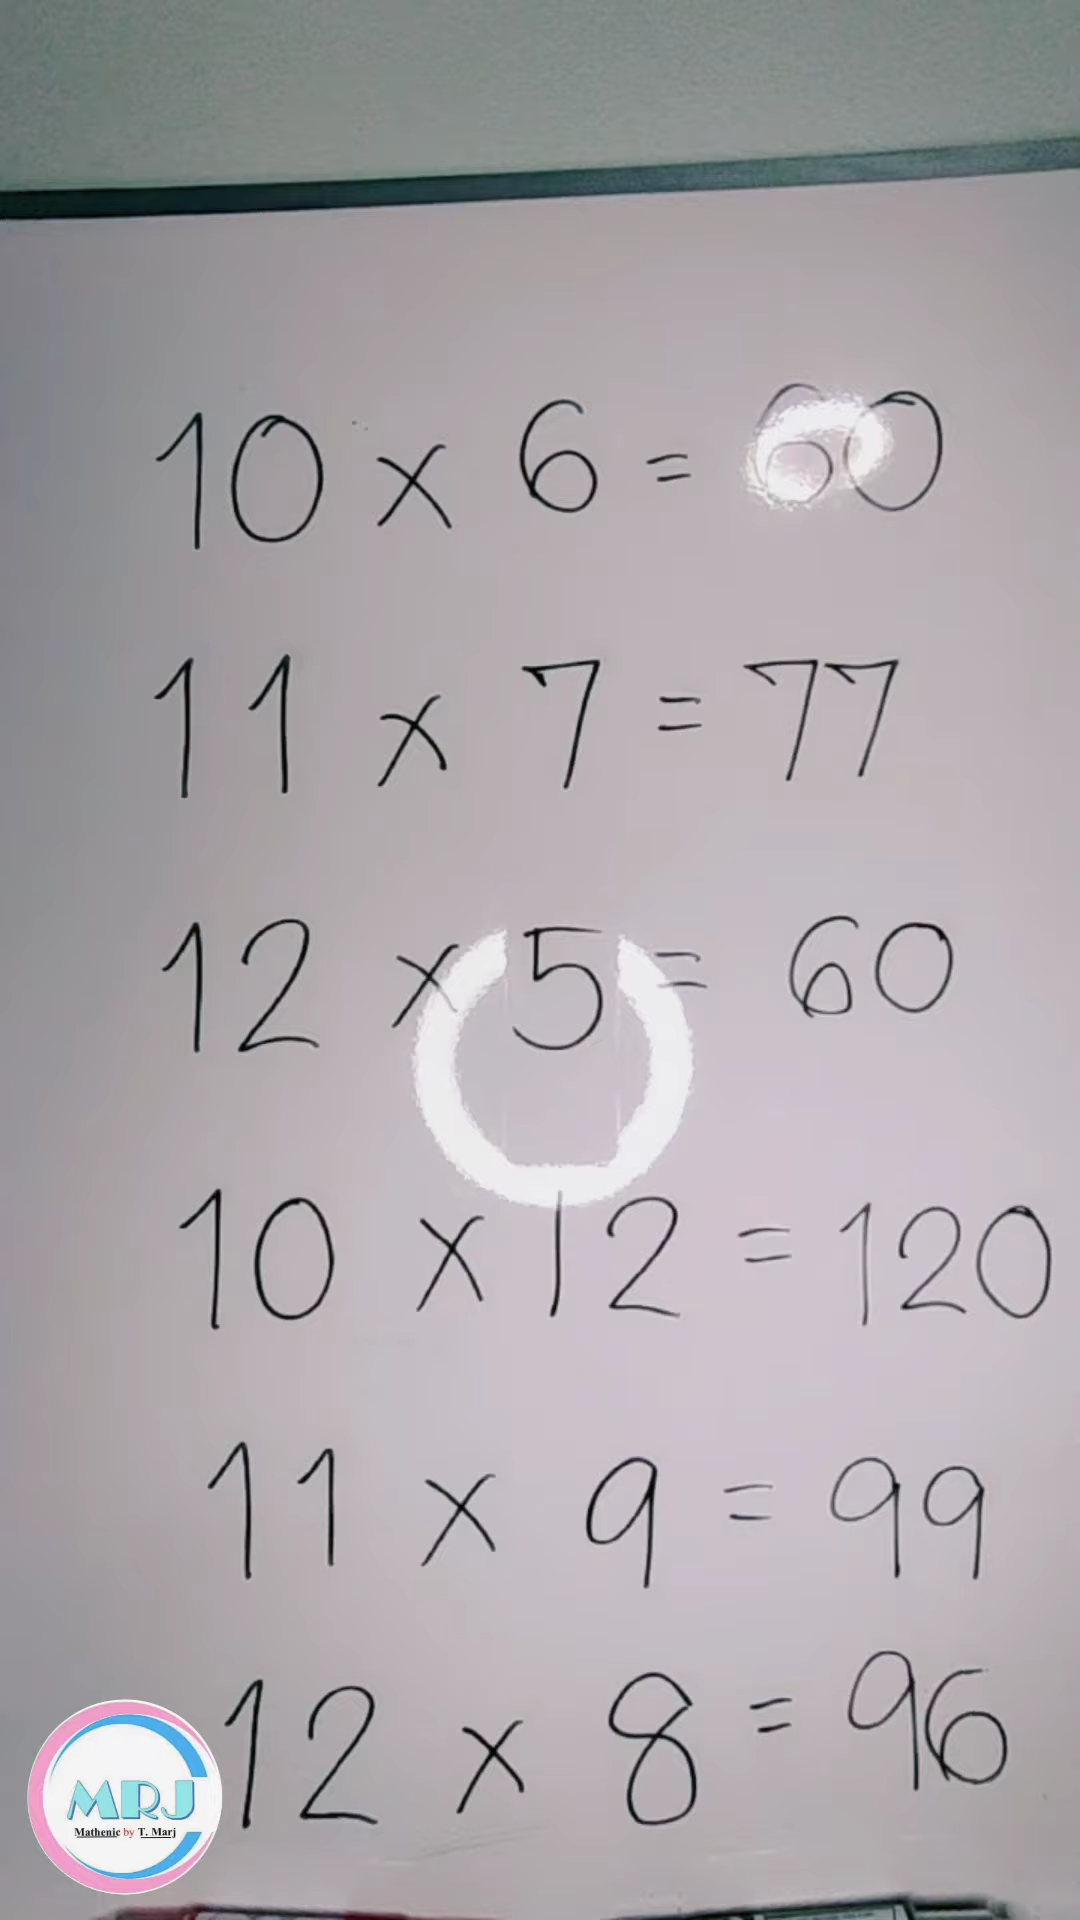 10 x 6 = 60
11 x 7 = 77
12 x 5 = 60
10 x 12 = 120
11 x 9 = 99
12 x 8 = 96
MRJ
Mathenic by T. Marj